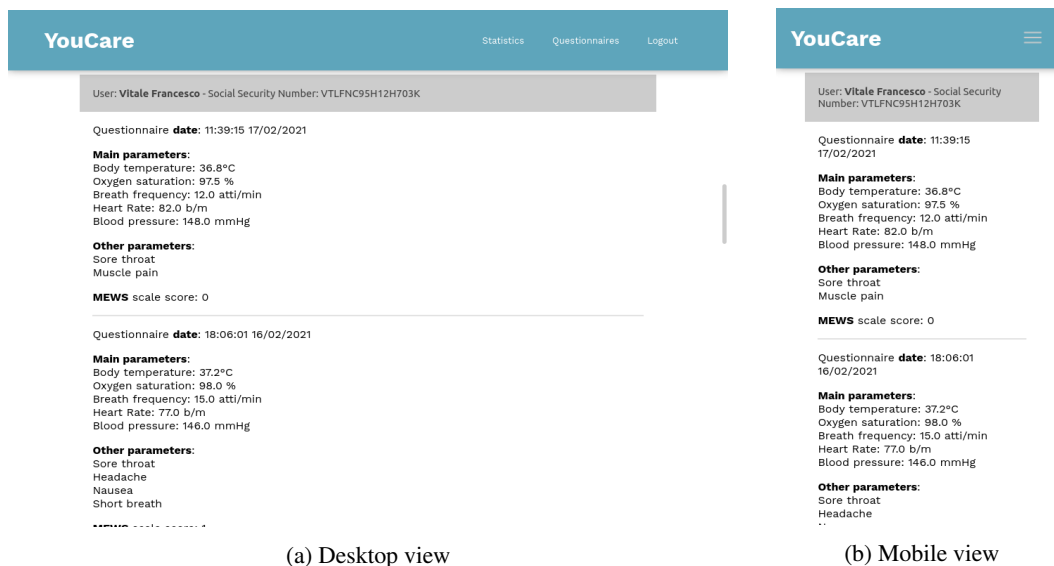 YouCare
Statistics Questionnaires Logout
User: Vitale Francesco - Social Security Number: VTLFNC95H12H703K
Questionnaire date: 11:39:15 17/02/2021
Main parameters:
Body temperature: 36.8°C
Oxygen saturation: 97.5 %
Breath frequency: 12.0 atti/min
Heart Rate: 82.0 b/m
Blood pressure: 148.0 mmHg
Other parameters:
Sore throat
Muscle pain
MEWS scale score: 0
Questionnaire date: 18:06:01 16/02/2021
Main parameters:
Body temperature: 37.2°C
Oxygen saturation: 98.0 %
Breath frequency: 15.0 atti/min
Heart Rate: 77.0 b/m
Blood pressure: 146.0 mmHg
Other parameters:
Sore throat
Headache
Nausea
Short breath
(a) Desktop view
YouCare
User: Vitale Francesco - Social Security
Number: VTLFNC95H12H703K
Questionnaire date: 11:39:15
17/02/2021
Main parameters:
Body temperature: 36.8°C
Oxygen saturation: 97.5 %
Breath frequency: 12.0 atti/min
Heart Rate: 82.0 b/m
Blood pressure: 148.0 mmHg
Other parameters:
Sore throat
Muscle pain
MEWS scale score: 0
Questionnaire date: 18:06:01
16/02/2021
Main parameters:
Body temperature: 37.2°C
Oxygen saturation: 98.0 %
Breath frequency: 15.0 atti/min
Heart Rate: 77.0 b/m
Blood pressure: 146.0 mmHg
Other parameters:
Sore throat
Headache
(b) Mobile view